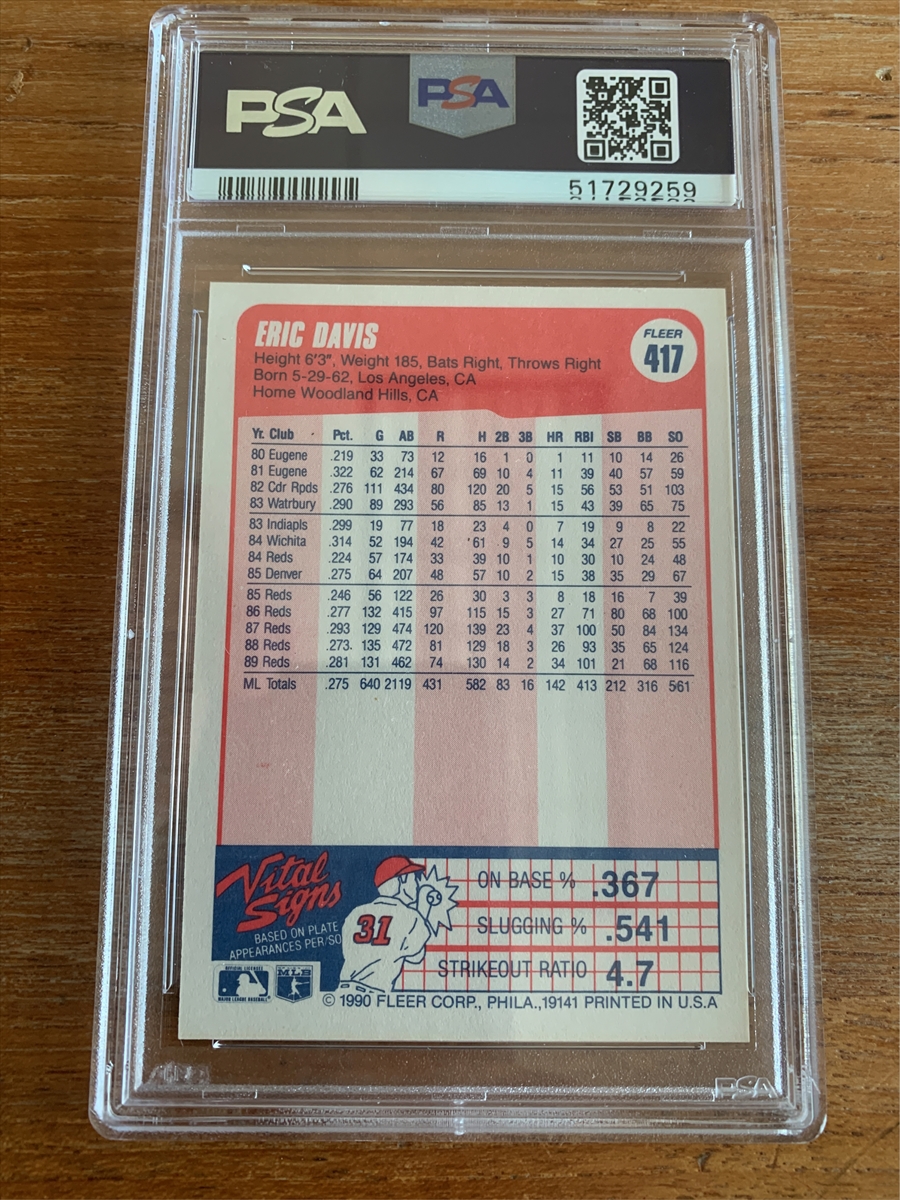 PSA PSA
51729259
ERIC DAVIS
FLEER
417
Height 6'3", Weight 185, Bats Right, Throws Right
Born 5-29-62, Los Angeles, CA
Home Woodland Hills, CA
Yr. Club Pct. G AB R H 2B 3B HR RBI SB BB SO
80 Eugene .219 33 73 12 16 1 0 1 11 10 14 26
81 Eugene .322 62 214 67 69 10 4 11 39 40 57 59
82 Cdr Rpds .276 111 434 80 120 20 5 15 56 53 51 103
83 Watrbury .290 89 293 56 85 13 1 15 43 39 65 75
83 Indiapls .299 19 77 18 23 4 0 7 19 9 8 22
84 Wichita .314 52 194 42 61 9 5 14 34 27 25 55
84 Reds .224 57 174 33 39 10 1 10 30 10 24 48
85 Denver .275 64 207 48 57 10 2 15 38 35 29 67
85 Reds .246 56 122 26 30 3 3 8 18 16 7 39
86 Reds .277 132 415 97 115 15 3 27 71 80 68 100
87 Reds .293 129 474 120 139 23 4 37 100 50 84 134
88 Reds .273 135 472 81 129 18 3 26 93 35 65 124
89 Reds .281 131 462 74 130 14 2 34 101 21 68 116
ML Totals .275 640 2119 431 582 83 16 142 413 212 316 561
Vital
Signs
BASED ON PLATE
APPEARANCES PER/SO
31
ON BASE % .367
SLUGGING % .541
STRIKEOUT RATIO 4.7
OFFICIAL LICENSEE
MAJOR LEAGUE BASEBALL
MLB
© 1990 FLEER CORP., PHILA., 19141 PRINTED IN U.S.A
PSA